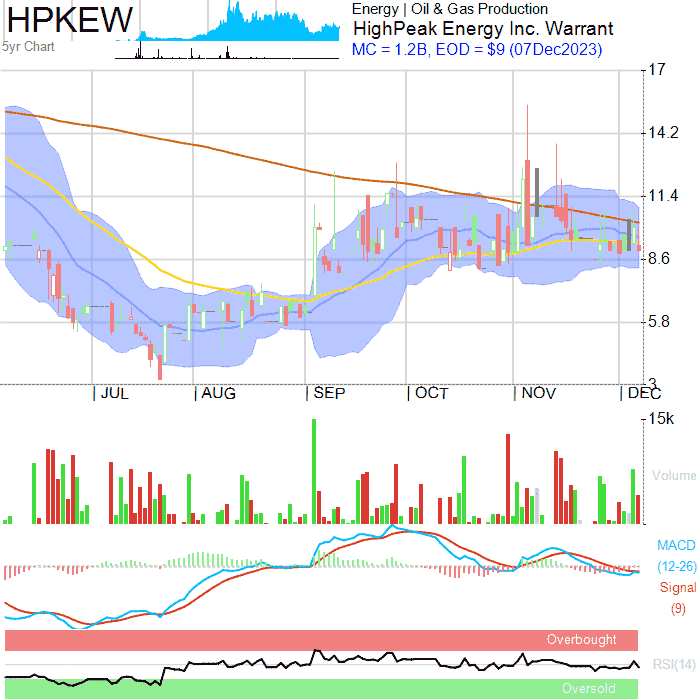 HPKEW
5yr Chart
Energy | Oil & Gas Production
HighPeak Energy Inc. Warrant
MC = 1.2B, EOD = $9 (07Dec2023)
17
14.2
11.4
8.6
5.8
3
| JUL | AUG | SEP | OCT | NOV | DEC
15k
Volume
MACD
(12-26)
Signal
(9)
Overbought
RSI(14)
Oversold